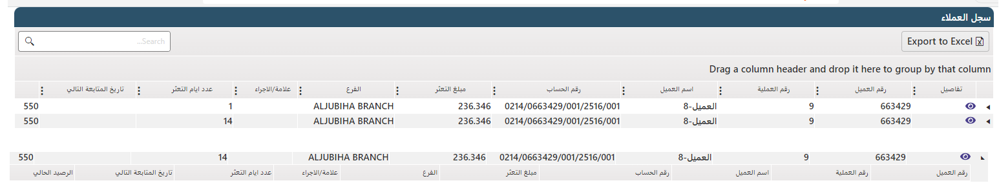 سجل العملاء
Export to Excel Search...
Drag a column header and drop it here to group by that column
تفاصيل رقم العميل رقم العملية اسم العميل رقم الحساب مبلغ التعثر الفرع علامة/الاجراء عدد ايام التعثر تاريخ المتابعة التالي
663429 9 العميل-8 0214/0663429/001/2516/001 236.346 ALJUBIHA BRANCH 1 550
663429 9 العميل-8 0214/0663429/001/2516/001 236.346 ALJUBIHA BRANCH 14 550
663429 9 العميل-8 0214/0663429/001/2516/001 236.346 ALJUBIHA BRANCH 14 550
رقم العميل رقم العملية اسم العميل رقم الحساب مبلغ التعثر الفرع علامة/الاجراء عدد ايام التعثر تاريخ المتابعة التالي الرصيد الحالي